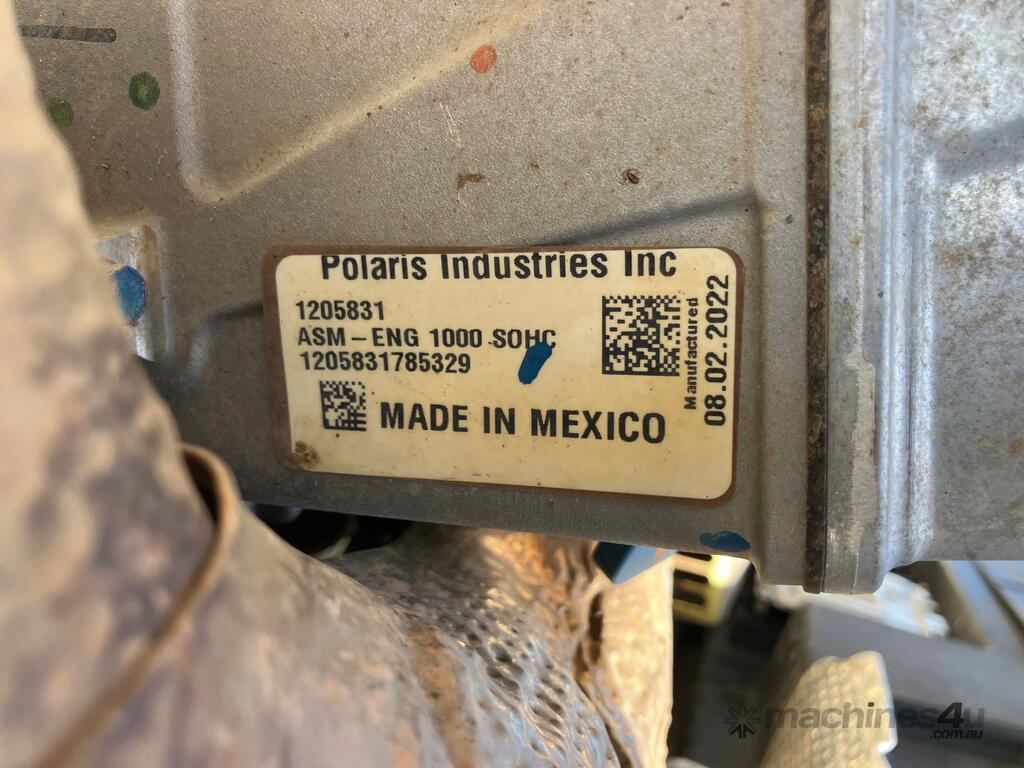 Polaris Industries Inc
1205831
ASM-ENG 1000 SOHC
1205831785329
MADE IN MEXICO
Manufactured
08.02.2022
machines4u
.com.au